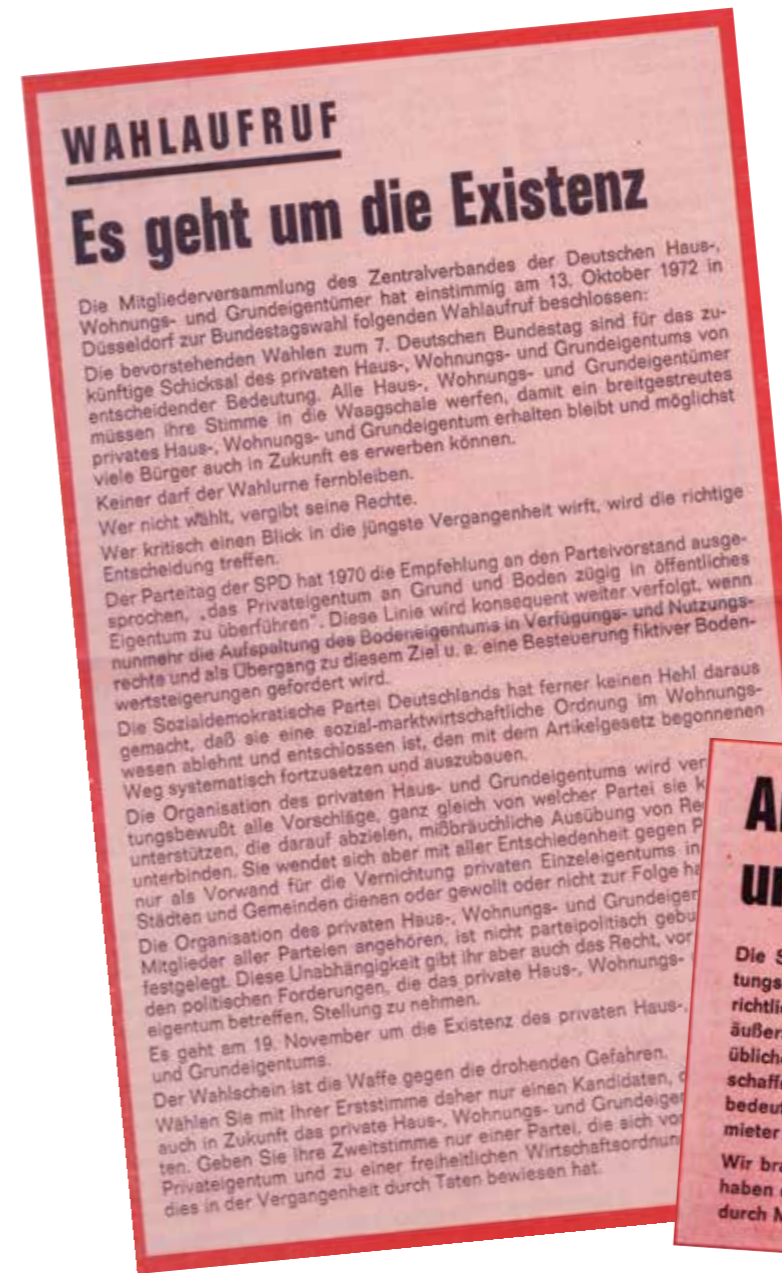 WAHLAUFRUF
Es geht um die Existenz
Die Mitgliederversammlung des Zentralverbandes der Deutschen Haus-,
Wohnungs- und Grundeigentümer hat einstimmig am 13. Oktober 1972 in
Düsseldorf zur Bundestagswahl folgenden Wahlaufruf beschlossen:
Die bevorstehenden Wahlen zum 7. Deutschen Bundestag sind für das zu-
künftige Schicksal des privaten Haus-, Wohnungs- und Grundeigentums von
entscheidender Bedeutung. Alle Haus-, Wohnungs- und Grundeigentümer
müssen ihre Stimme in die Waagschale werfen, damit ein breitgestreutes
privates Haus-, Wohnungs- und Grundeigentum erhalten bleibt und möglichst
viele Bürger auch in Zukunft es erwerben können.
Keiner darf der Wahlurne fernbleiben.
Wer nicht wählt, vergibt seine Rechte.
Wer kritisch einen Blick in die jüngste Vergangenheit wirft, wird die richtige
Entscheidung treffen.
Der Parteitag der SPD hat 1970 die Empfehlung an den Parteivorstand ausge-
sprochen, „das Privateigentum an Grund und Boden zügig in öffentliches
Eigentum zu überführen". Diese Linie wird konsequent weiter verfolgt, wenn
nunmehr die Aufspaltung des Bodeneigentums in Verfügungs- und Nutzungs-
rechte und als Übergang zu diesem Ziel u. a. eine Besteuerung fiktiver Boden-
wertsteigerungen gefordert wird.
Die Sozialdemokratische Partei Deutschlands hat ferner keinen Hehl daraus
gemacht, daß sie eine sozial-marktwirtschaftliche Ordnung im Wohnungs-
wesen ablehnt und entschlossen ist, den mit dem Artikelgesetz begonnenen
Weg systematisch fortzusetzen und auszubauen.
Die Organisation des privaten Haus- und Grundeigentums wird ver
tungsbewußt alle Vorschläge, ganz gleich von welcher Partei sie k
unterstützen, die darauf abzielen, mißbräuchliche Ausübung von Re
unterbinden. Sie wendet sich aber mit aller Entschiedenheit gegen P
nur als Vorwand für die Vernichtung privaten Einzeleigentums in
Städten und Gemeinden dienen oder gewollt oder nicht zur Folge ha
Die Organisation des privaten Haus-, Wohnungs- und Grundeigen
Mitglieder aller Parteien angehören, ist nicht parteipolitisch gebu
festgelegt. Diese Unabhängigkeit gibt ihr aber auch das Recht, vor
den politischen Forderungen, die das private Haus-, Wohnungs-
eigentum betreffen, Stellung zu nehmen.
Es geht am 19. November um die Existenz des privaten Haus-,
und Grundeigentums.
Der Wahlschein ist die Waffe gegen die drohenden Gefahren.
Wählen Sie mit Ihrer Erststimme daher nur einen Kandidaten, d
auch in Zukunft das private Haus-, Wohnungs- und Grundeigen
ten. Geben Sie Ihre Zweitstimme nur einer Partei, die sich vo
Privateigentum und zu einer freiheitlichen Wirtschaftsordnun
dies in der Vergangenheit durch Taten bewiesen hat.
un
Die S
tungs
richtli
äußer
üblich
schaff
bedeu
mieter
Wir bra
haben
durch M